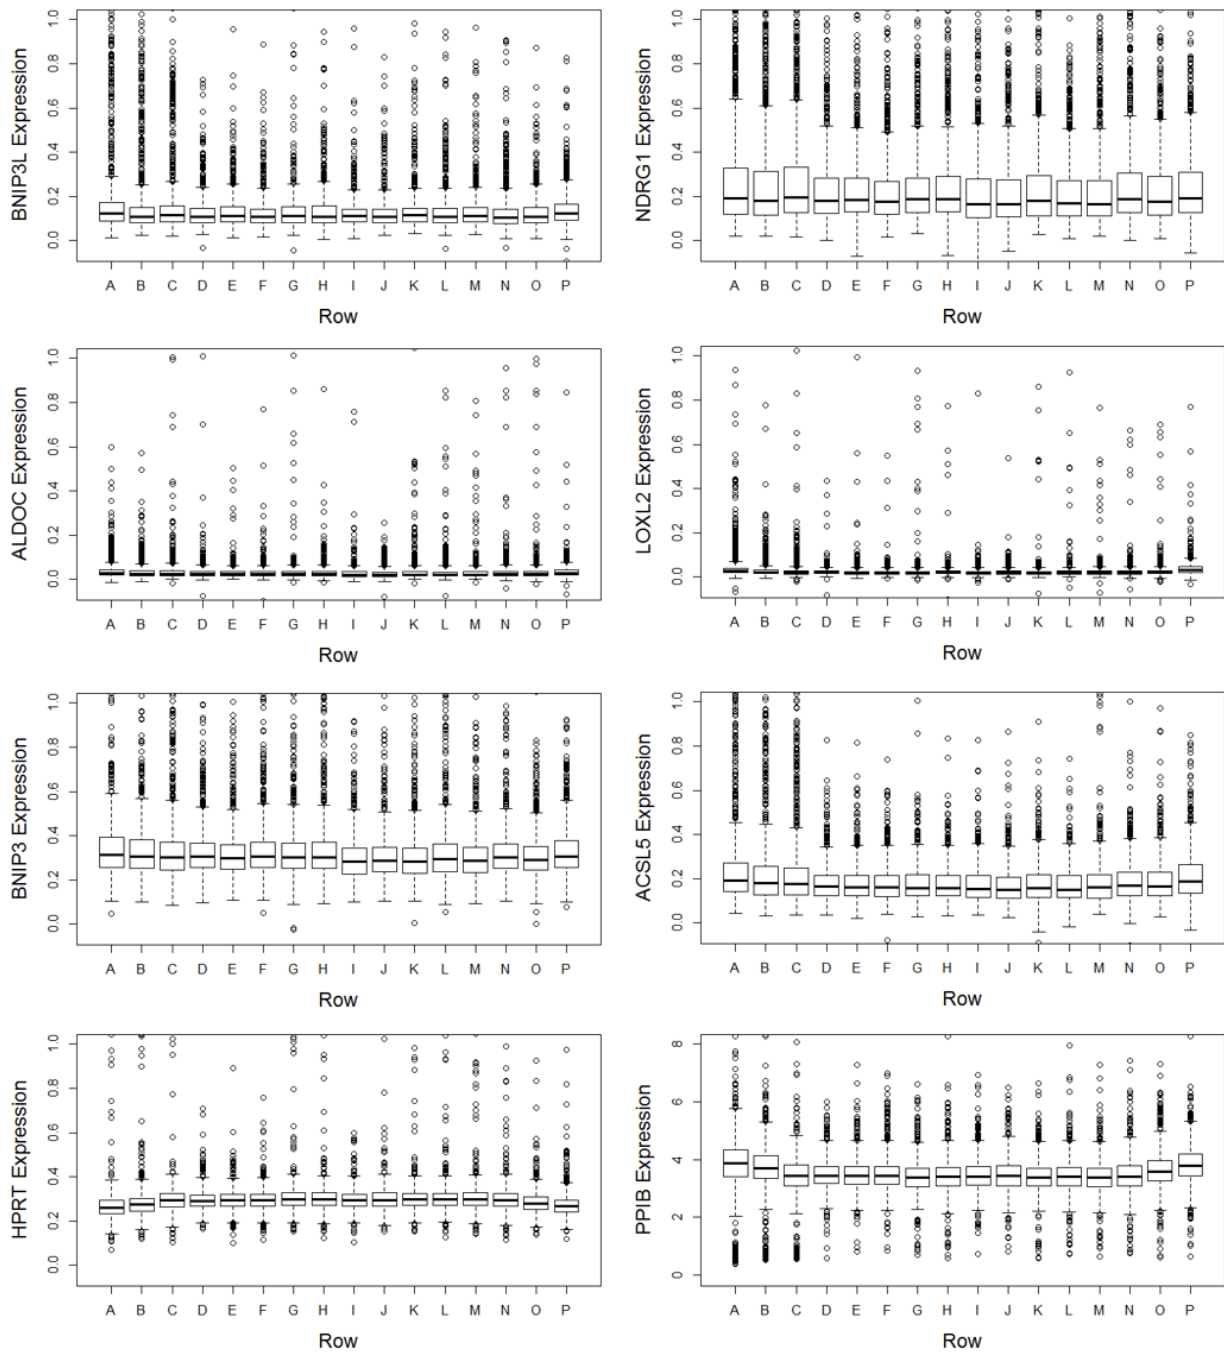 BNIP3L Expression
0.0 0.2 0.4 0.6 0.8 1.0
A B C D E F G H I J K L M N O P
Row
NDRG1 Expression
0.0 0.2 0.4 0.6 0.8 1.0
A B C D E F G H I J K L M N O P
Row
ALDOC Expression
0.0 0.2 0.4 0.6 0.8 1.0
A B C D E F G H I J K L M N O P
Row
LOXL2 Expression
0.0 0.2 0.4 0.6 0.8 1.0
A B C D E F G H I J K L M N O P
Row
BNIP3 Expression
0.0 0.2 0.4 0.6 0.8 1.0
A B C D E F G H I J K L M N O P
Row
ACSL5 Expression
0.0 0.2 0.4 0.6 0.8 1.0
A B C D E F G H I J K L M N O P
Row
HPRT Expression
0.0 0.2 0.4 0.6 0.8 1.0
A B C D E F G H I J K L M N O P
Row
PPIB Expression
0 2 4 6 8
A B C D E F G H I J K L M N O P
Row